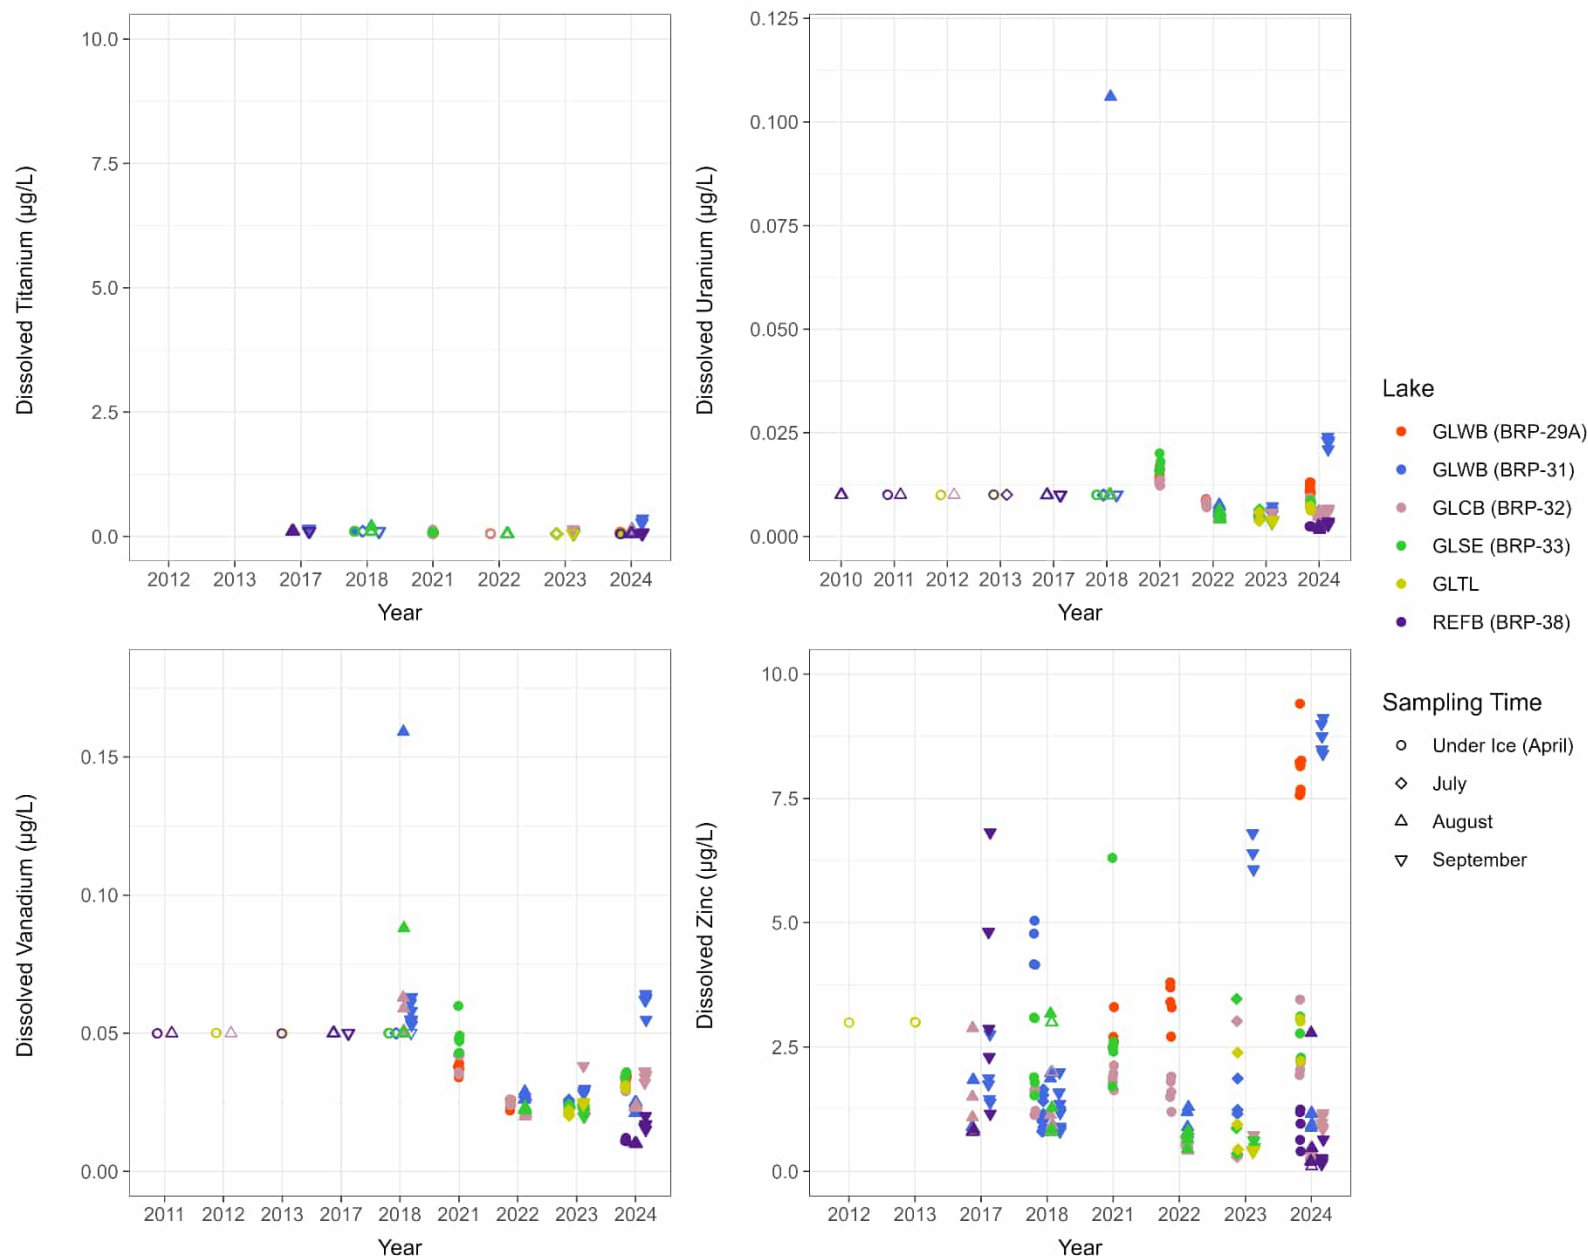 Dissolved Titanium (µg/L)
10.0
7.5
5.0
2.5
0.0
2012 2013 2017 2018 2021 2022 2023 2024
Year
Dissolved Uranium (µg/L)
0.125
0.100
0.075
0.050
0.025
0.000
2010 2011 2012 2013 2017 2018 2021 2022 2023 2024
Year
Dissolved Vanadium (µg/L)
0.15
0.10
0.05
0.00
2011 2012 2013 2017 2018 2021 2022 2023 2024
Year
Dissolved Zinc (µg/L)
10.0
7.5
5.0
2.5
0.0
2012 2013 2017 2018 2021 2022 2023 2024
Year
Lake
GLWB (BRP-29A)
GLWB (BRP-31)
GLCB (BRP-32)
GLSE (BRP-33)
GLTL
REFB (BRP-38)
Sampling Time
Under Ice (April)
July
August
September